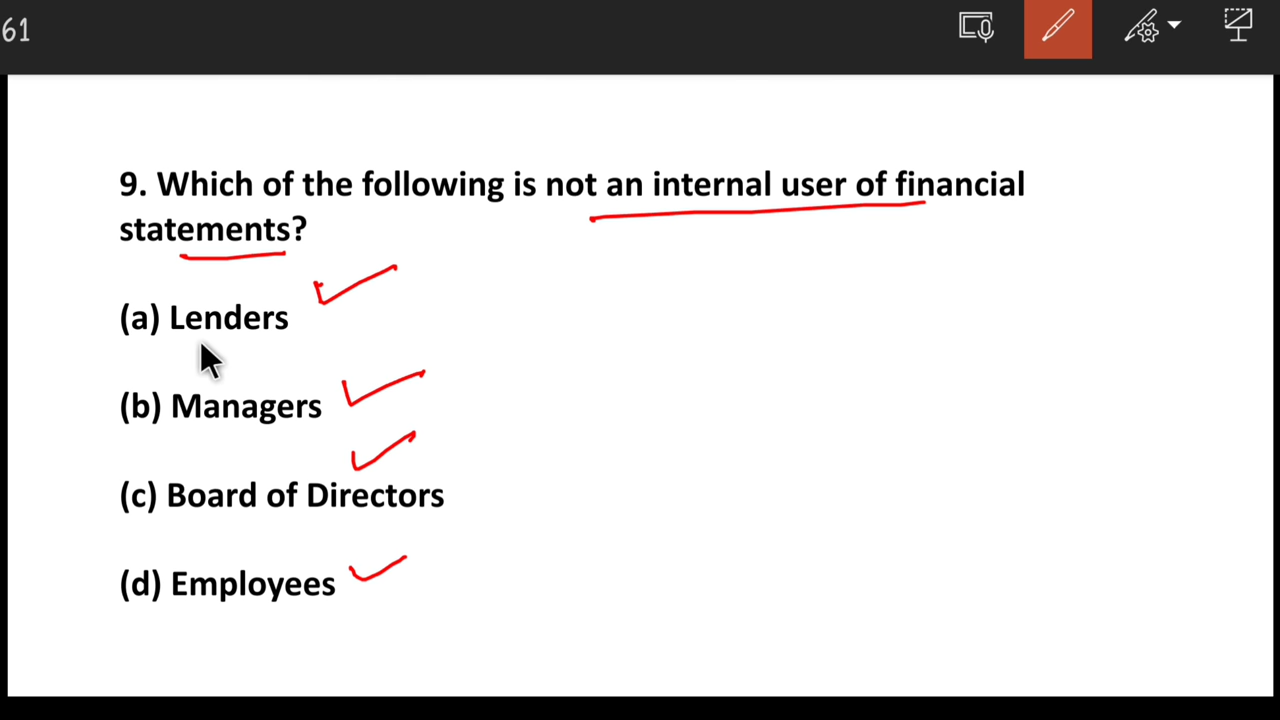 61
9. Which of the following is not an internal user of financial
statements?
(a) Lenders
(b) Managers
(c) Board of Directors
(d) Employees